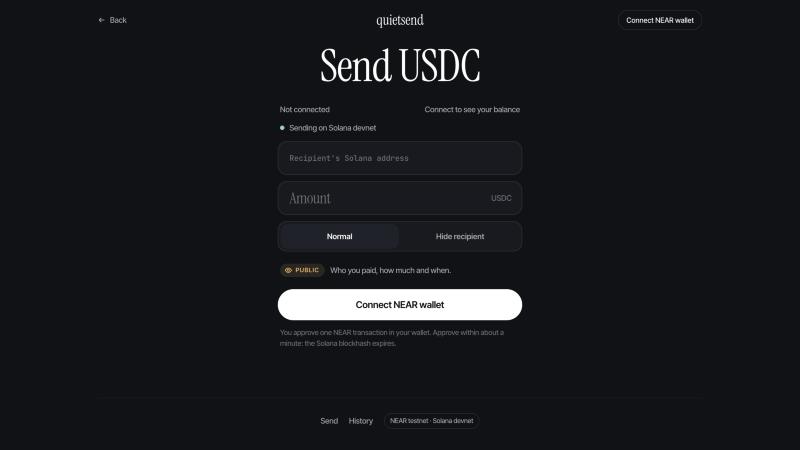 ← Back
quietsend
Connect NEAR wallet
Send USDC
Not connected
Connect to see your balance
Sending on Solana devnet
Recipient's Solana address
Amount
USDC
Normal
Hide recipient
PUBLIC
Who you paid, how much and when.
Connect NEAR wallet
You approve one NEAR transaction in your wallet. Approve within about a
minute: the Solana blockhash expires.
Send
History
NEAR testnet · Solana devnet